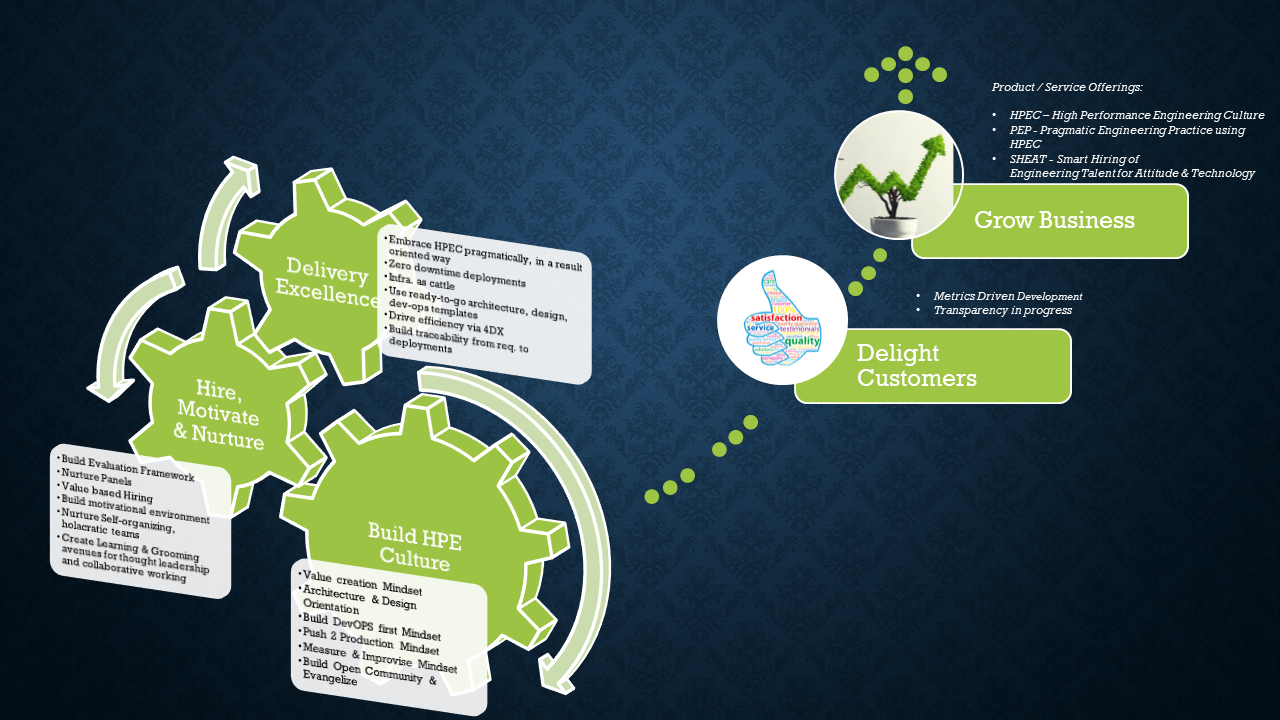 Product / Service Offerings:
• HPEC – High Performance Engineering Culture
• PEP - Pragmatic Engineering Practice using
HPEC
• SHEAT - Smart Hiring of
Engineering Talent for Attitude & Technology
Grow Business
• Metrics Driven Development
• Transparency in progress
Delight
Customers
satisfaction
service
testimonials
quality
100%
Delivery
Excellence
•Embrace HPEC pragmatically, in a result
oriented way
•Zero downtime deployments
•Infra. as cattle
•Use ready-to-go architecture, design,
dev-ops templates
•Drive efficiency via 4DX
•Build traceability from req. to
deployments
Hire,
Motivate
& Nurture
•Build Evaluation Framework
•Nurture Panels
•Value based Hiring
•Build motivational environment
•Nurture Self-organizing,
holacratic teams
•Create Learning & Grooming
avenues for thought leadership
and collaborative working
Build HPE
Culture
•Value creation Mindset
•Architecture & Design
Orientation
•Build DevOPS first Mindset
•Push 2 Production Mindset
•Measure & Improvise Mindset
•Build Open Community &
Evangelize